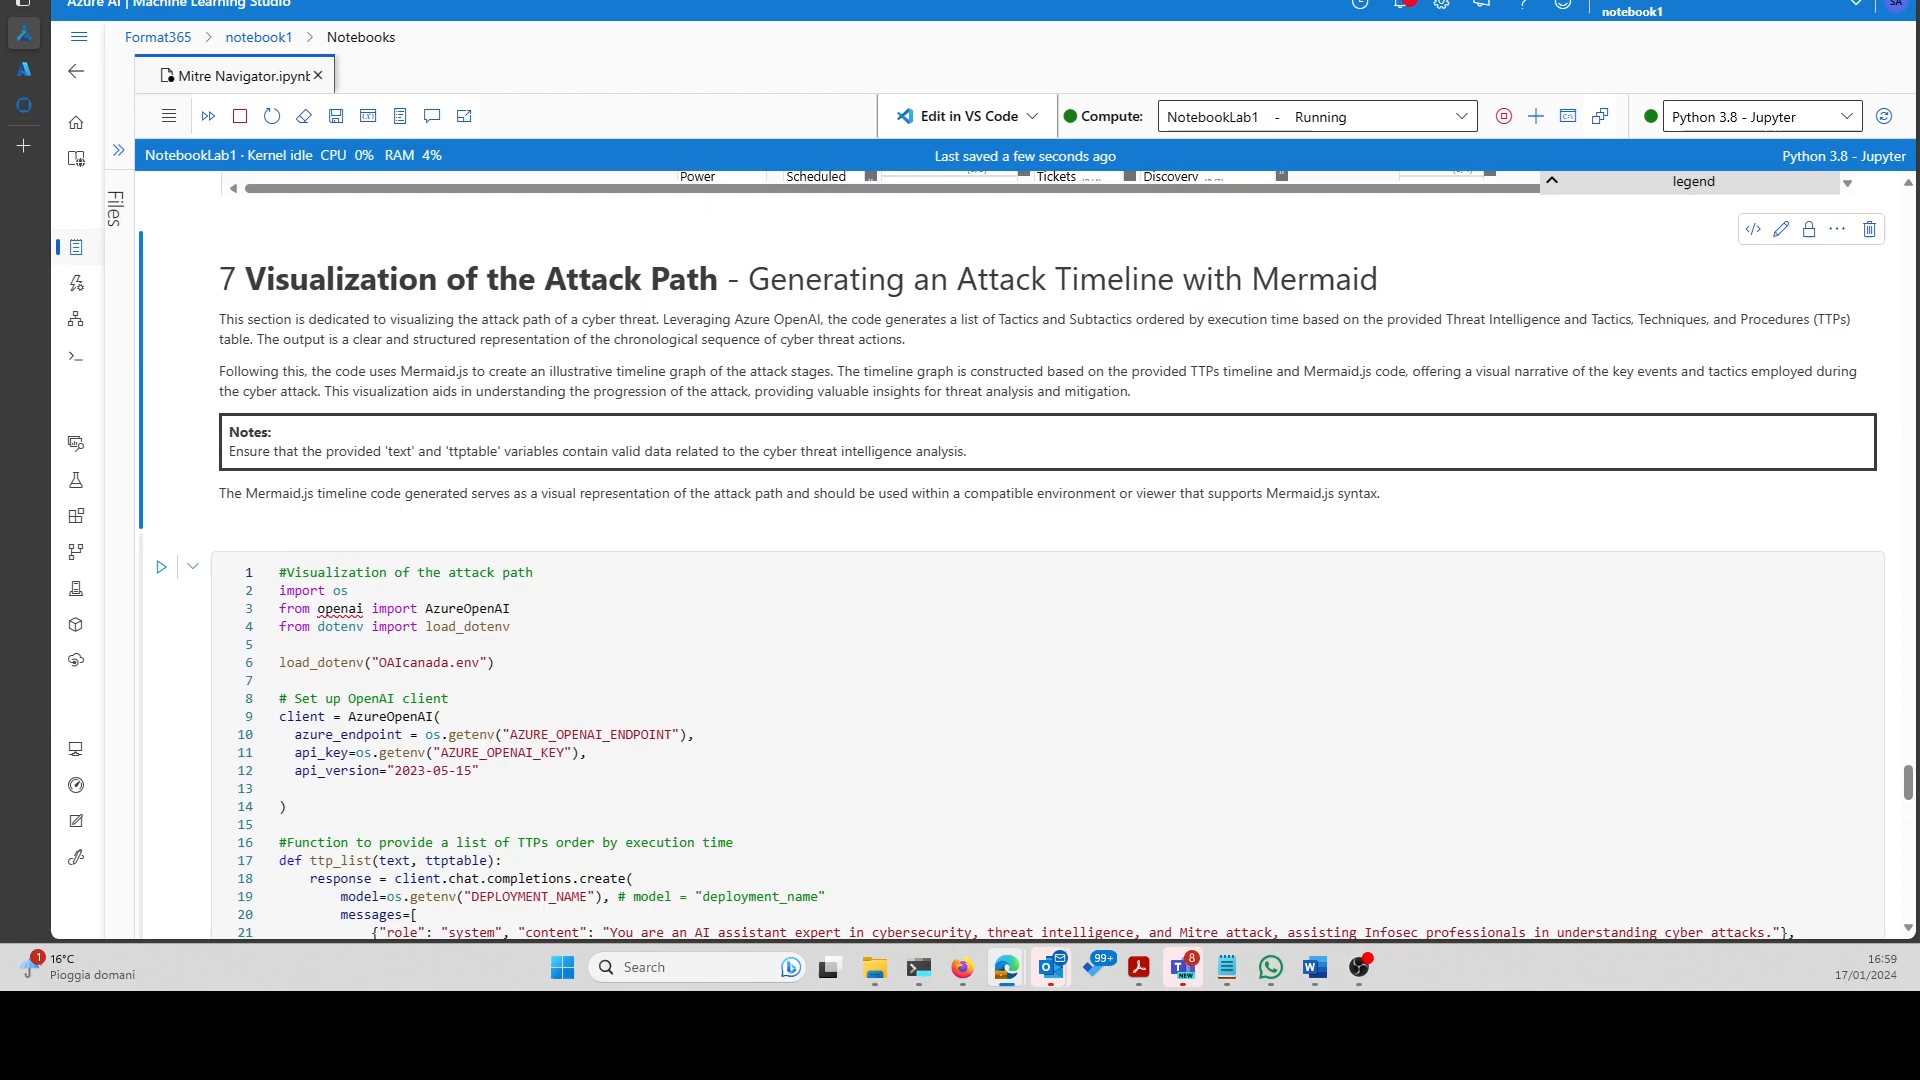 Azure AI | Machine Learning Studio
notebook1
SA
Format365 > notebook1 > Notebooks
Mitre Navigator.ipynb
Edit in VS Code
Compute:
NotebookLab1 - Running
Python 3.8 - Jupyter
NotebookLab1 · Kernel idle CPU 0% RAM 4%
Last saved a few seconds ago
Python 3.8 - Jupyter
Files
Power
Scheduled
Tickets
Discovery
legend
7 Visualization of the Attack Path - Generating an Attack Timeline with Mermaid
This section is dedicated to visualizing the attack path of a cyber threat. Leveraging Azure OpenAI, the code generates a list of Tactics and Subtactics ordered by execution time based on the provided Threat Intelligence and Tactics, Techniques, and Procedures (TTPs)
table. The output is a clear and structured representation of the chronological sequence of cyber threat actions.
Following this, the code uses Mermaid.js to create an illustrative timeline graph of the attack stages. The timeline graph is constructed based on the provided TTPs timeline and Mermaid.js code, offering a visual narrative of the key events and tactics employed during
the cyber attack. This visualization aids in understanding the progression of the attack, providing valuable insights for threat analysis and mitigation.
Notes:
Ensure that the provided 'text' and 'ttptable' variables contain valid data related to the cyber threat intelligence analysis.
The Mermaid.js timeline code generated serves as a visual representation of the attack path and should be used within a compatible environment or viewer that supports Mermaid.js syntax.
1 #Visualization of the attack path
2 import os
3 from openai import AzureOpenAI
4 from dotenv import load_dotenv
5
6 load_dotenv("OAIcanada.env")
7
8 # Set up OpenAI client
9 client = AzureOpenAI(
10 azure_endpoint = os.getenv("AZURE_OPENAI_ENDPOINT"),
11 api_key=os.getenv("AZURE_OPENAI_KEY"),
12 api_version="2023-05-15"
13
14 )
15
16 #Function to provide a list of TTPs order by execution time
17 def ttp_list(text, ttptable):
18 response = client.chat.completions.create(
19 model=os.getenv("DEPLOYMENT_NAME"), # model = "deployment_name"
20 messages=[
21 {"role": "system", "content": "You are an AI assistant expert in cybersecurity, threat intelligence, and Mitre attack, assisting Infosec professionals in understanding cyber attacks."},
1
16°C
Pioggia domani
Search
99+
8
NEW
16:59
17/01/2024